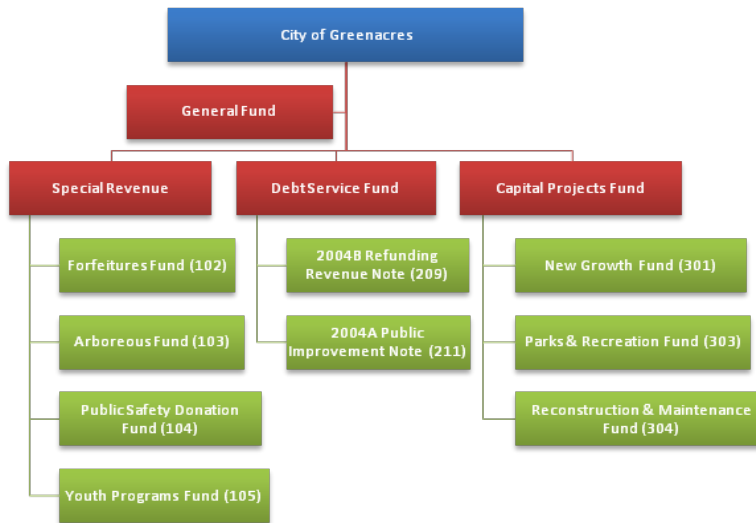 City of Greenacres
General Fund
Special Revenue
Debt Service Fund
Capital Projects Fund
Forfeitures Fund (102)
2004B Refunding
Revenue Note (209)
New Growth Fund (301)
Arboreous Fund (103)
2004A Public
Improvement Note (211)
Parks & Recreation Fund (303)
Public Safety Donation
Fund (104)
Reconstruction & Maintenance
Fund (304)
Youth Programs Fund (105)